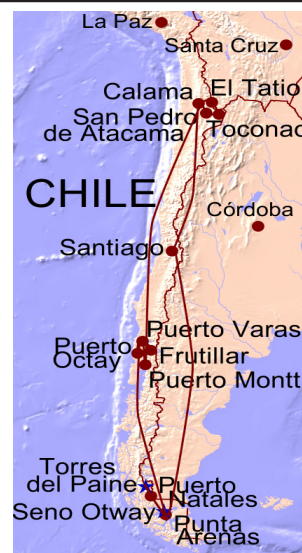 La Paz
Santa Cruz
Calama
El Tatio
San Pedro
de Atacama
Toconao
CHILE
Córdoba
Santiago
Puerto Varas
Puerto
Octay
Frutillar
Puerto Montt
Torres
del Paine
Puerto
Natales
Seno Otway
Punta
Arenas